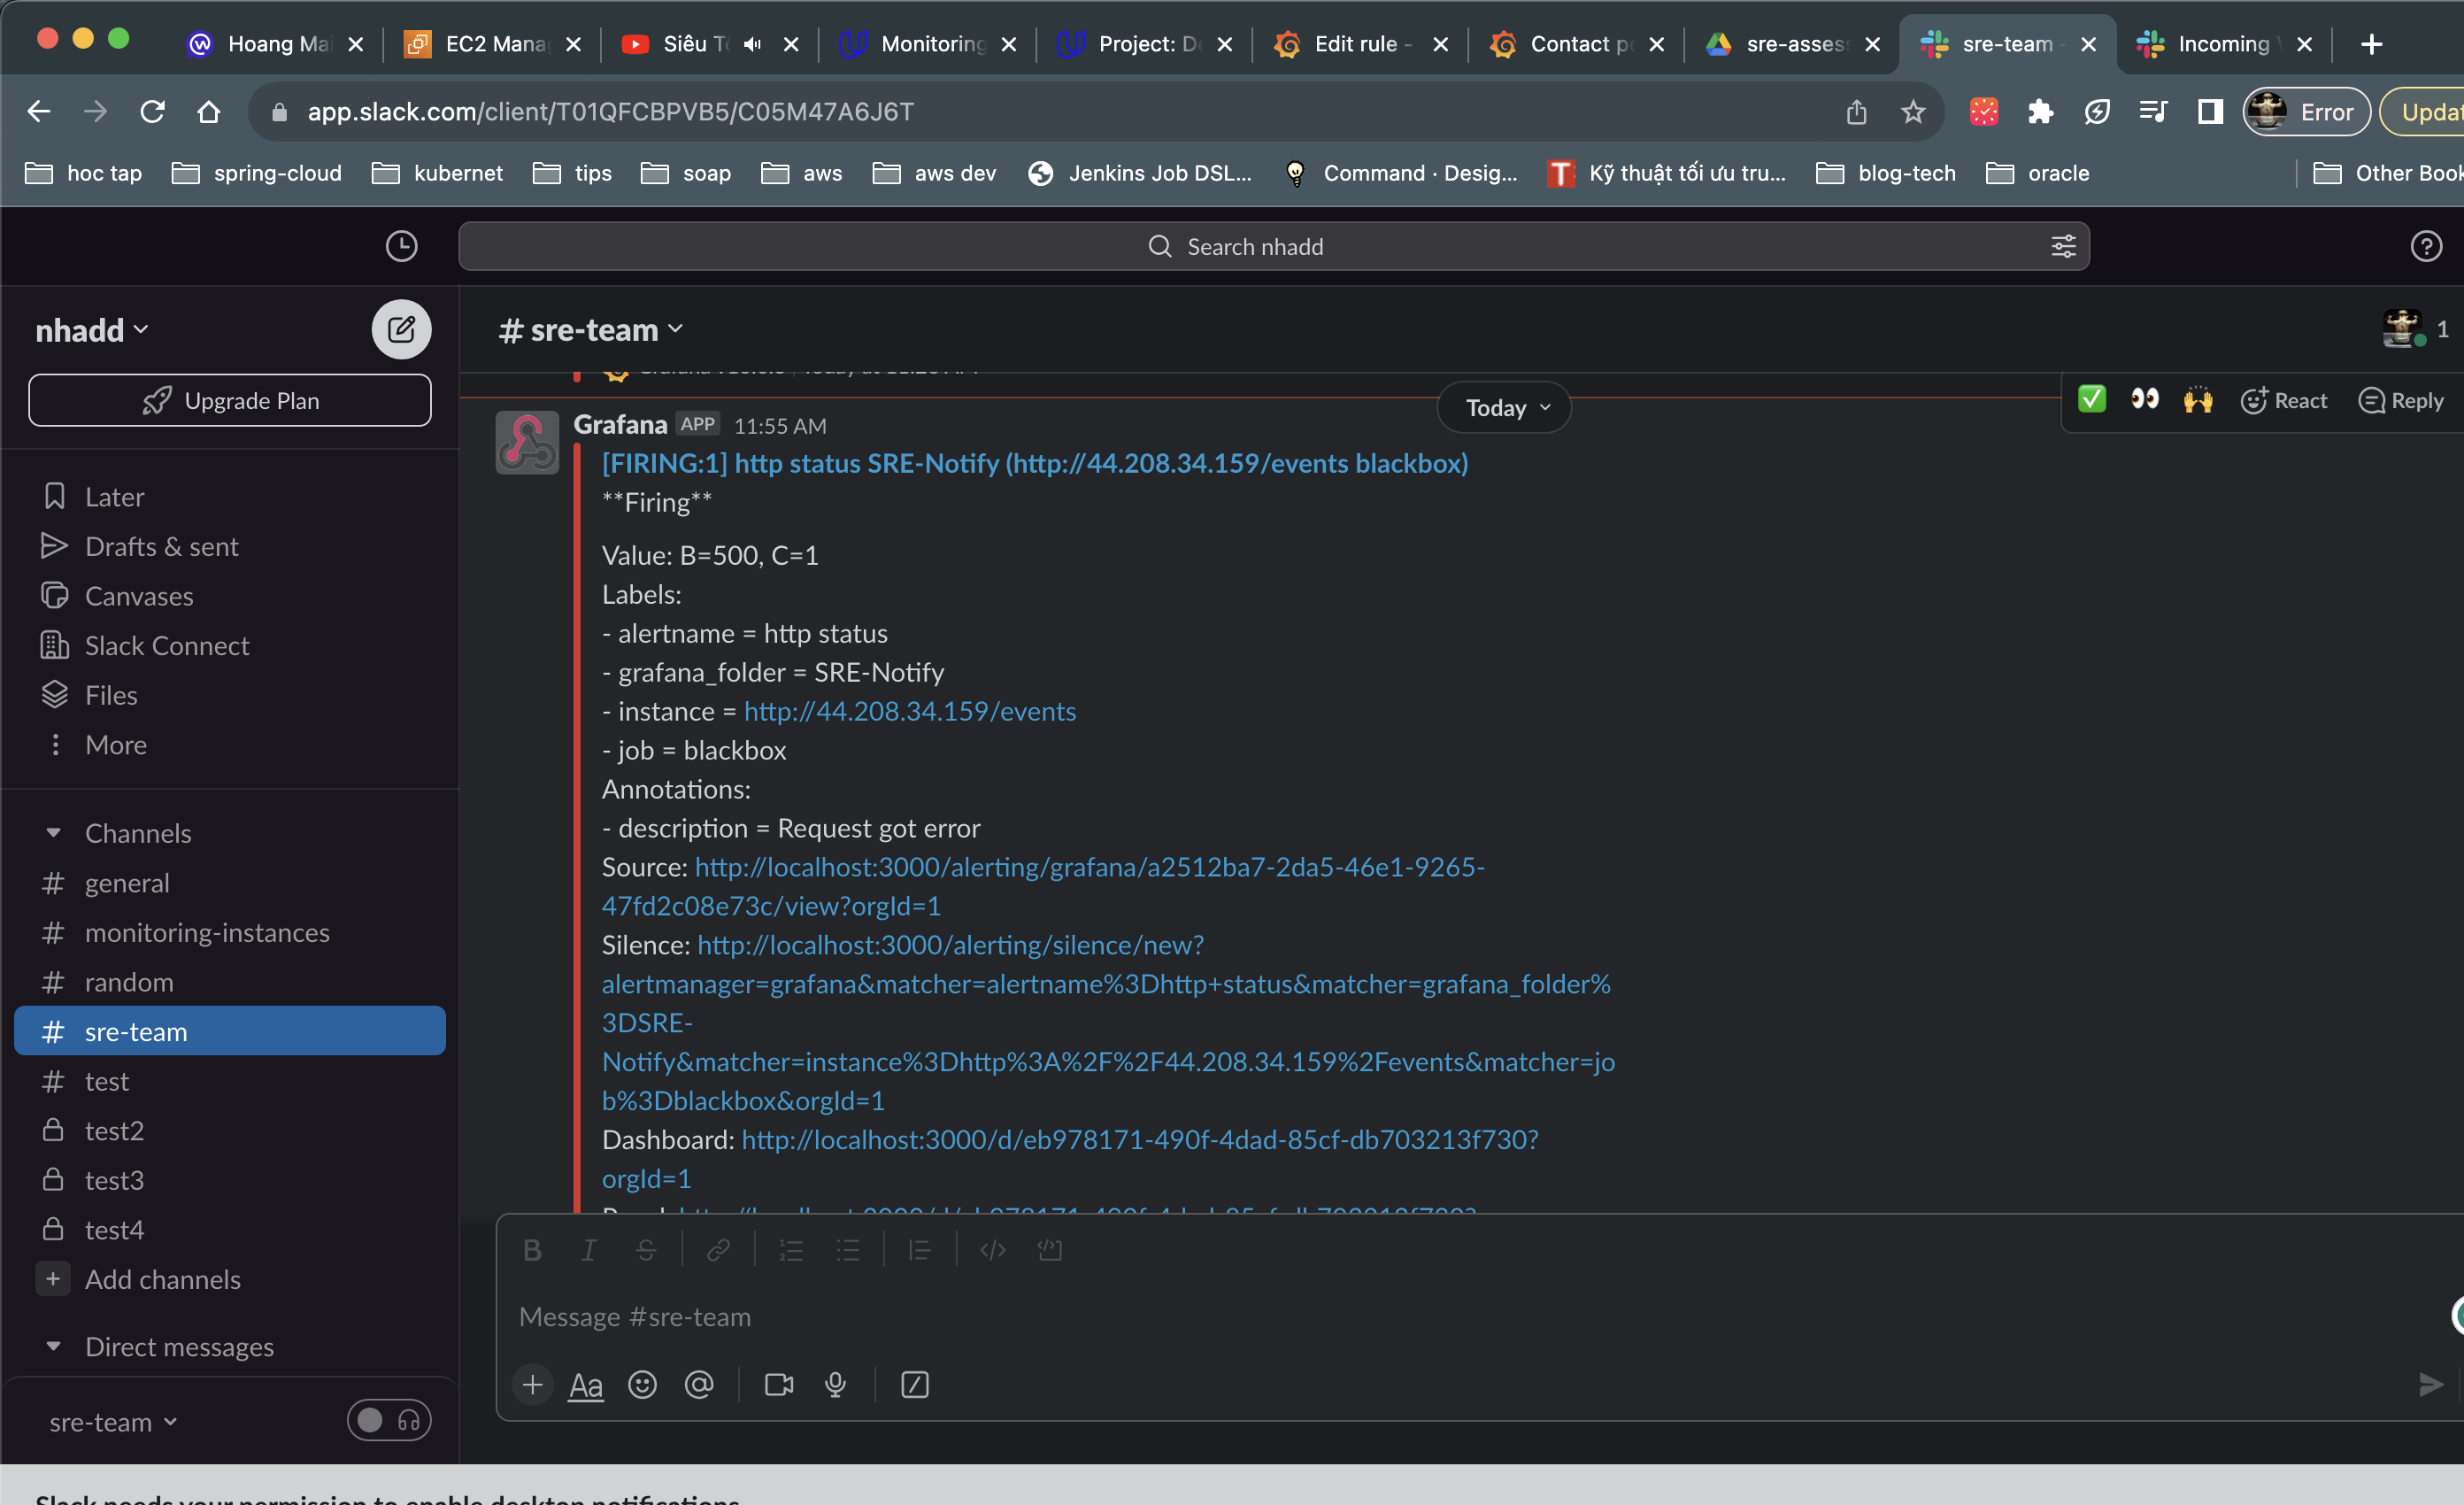 Hoang Mai
EC2 Mana
Siêu T
Monitoring
Project: D
Edit rule -
Contact p
sre-asses
sre-team -
Incoming
app.slack.com/client/T01QFCBPVB5/C05M47A6J6T
Error
Updat
hoc tap
spring-cloud
kubernet
tips
soap
aws
aws dev
Jenkins Job DSL...
Command · Desig...
Kỹ thuật tối ưu tru...
blog-tech
oracle
Other Book
Search nhadd
nhadd
Upgrade Plan
Later
Drafts & sent
Canvases
Slack Connect
Files
More
Channels
# general
# monitoring-instances
# random
# sre-team
# test
test2
test3
test4
+ Add channels
Direct messages
sre-team
# sre-team
1
Today
React
Reply
Grafana APP 11:55 AM
[FIRING:1] http status SRE-Notify (http://44.208.34.159/events blackbox)
**Firing**
Value: B=500, C=1
Labels:
- alertname = http status
- grafana_folder = SRE-Notify
- instance = http://44.208.34.159/events
- job = blackbox
Annotations:
- description = Request got error
Source: http://localhost:3000/alerting/grafana/a2512ba7-2da5-46e1-9265-
47fd2c08e73c/view?orgId=1
Silence: http://localhost:3000/alerting/silence/new?
alertmanager=grafana&matcher=alertname%3Dhttp+status&matcher=grafana_folder%
3DSRE-
Notify&matcher=instance%3Dhttp%3A%2F%2F44.208.34.159%2Fevents&matcher=jo
b%3Dblackbox&orgId=1
Dashboard: http://localhost:3000/d/eb978171-490f-4dad-85cf-db703213f730?
orgId=1
Message #sre-team
Aa
Slack needs your permission to enable desktop notifications